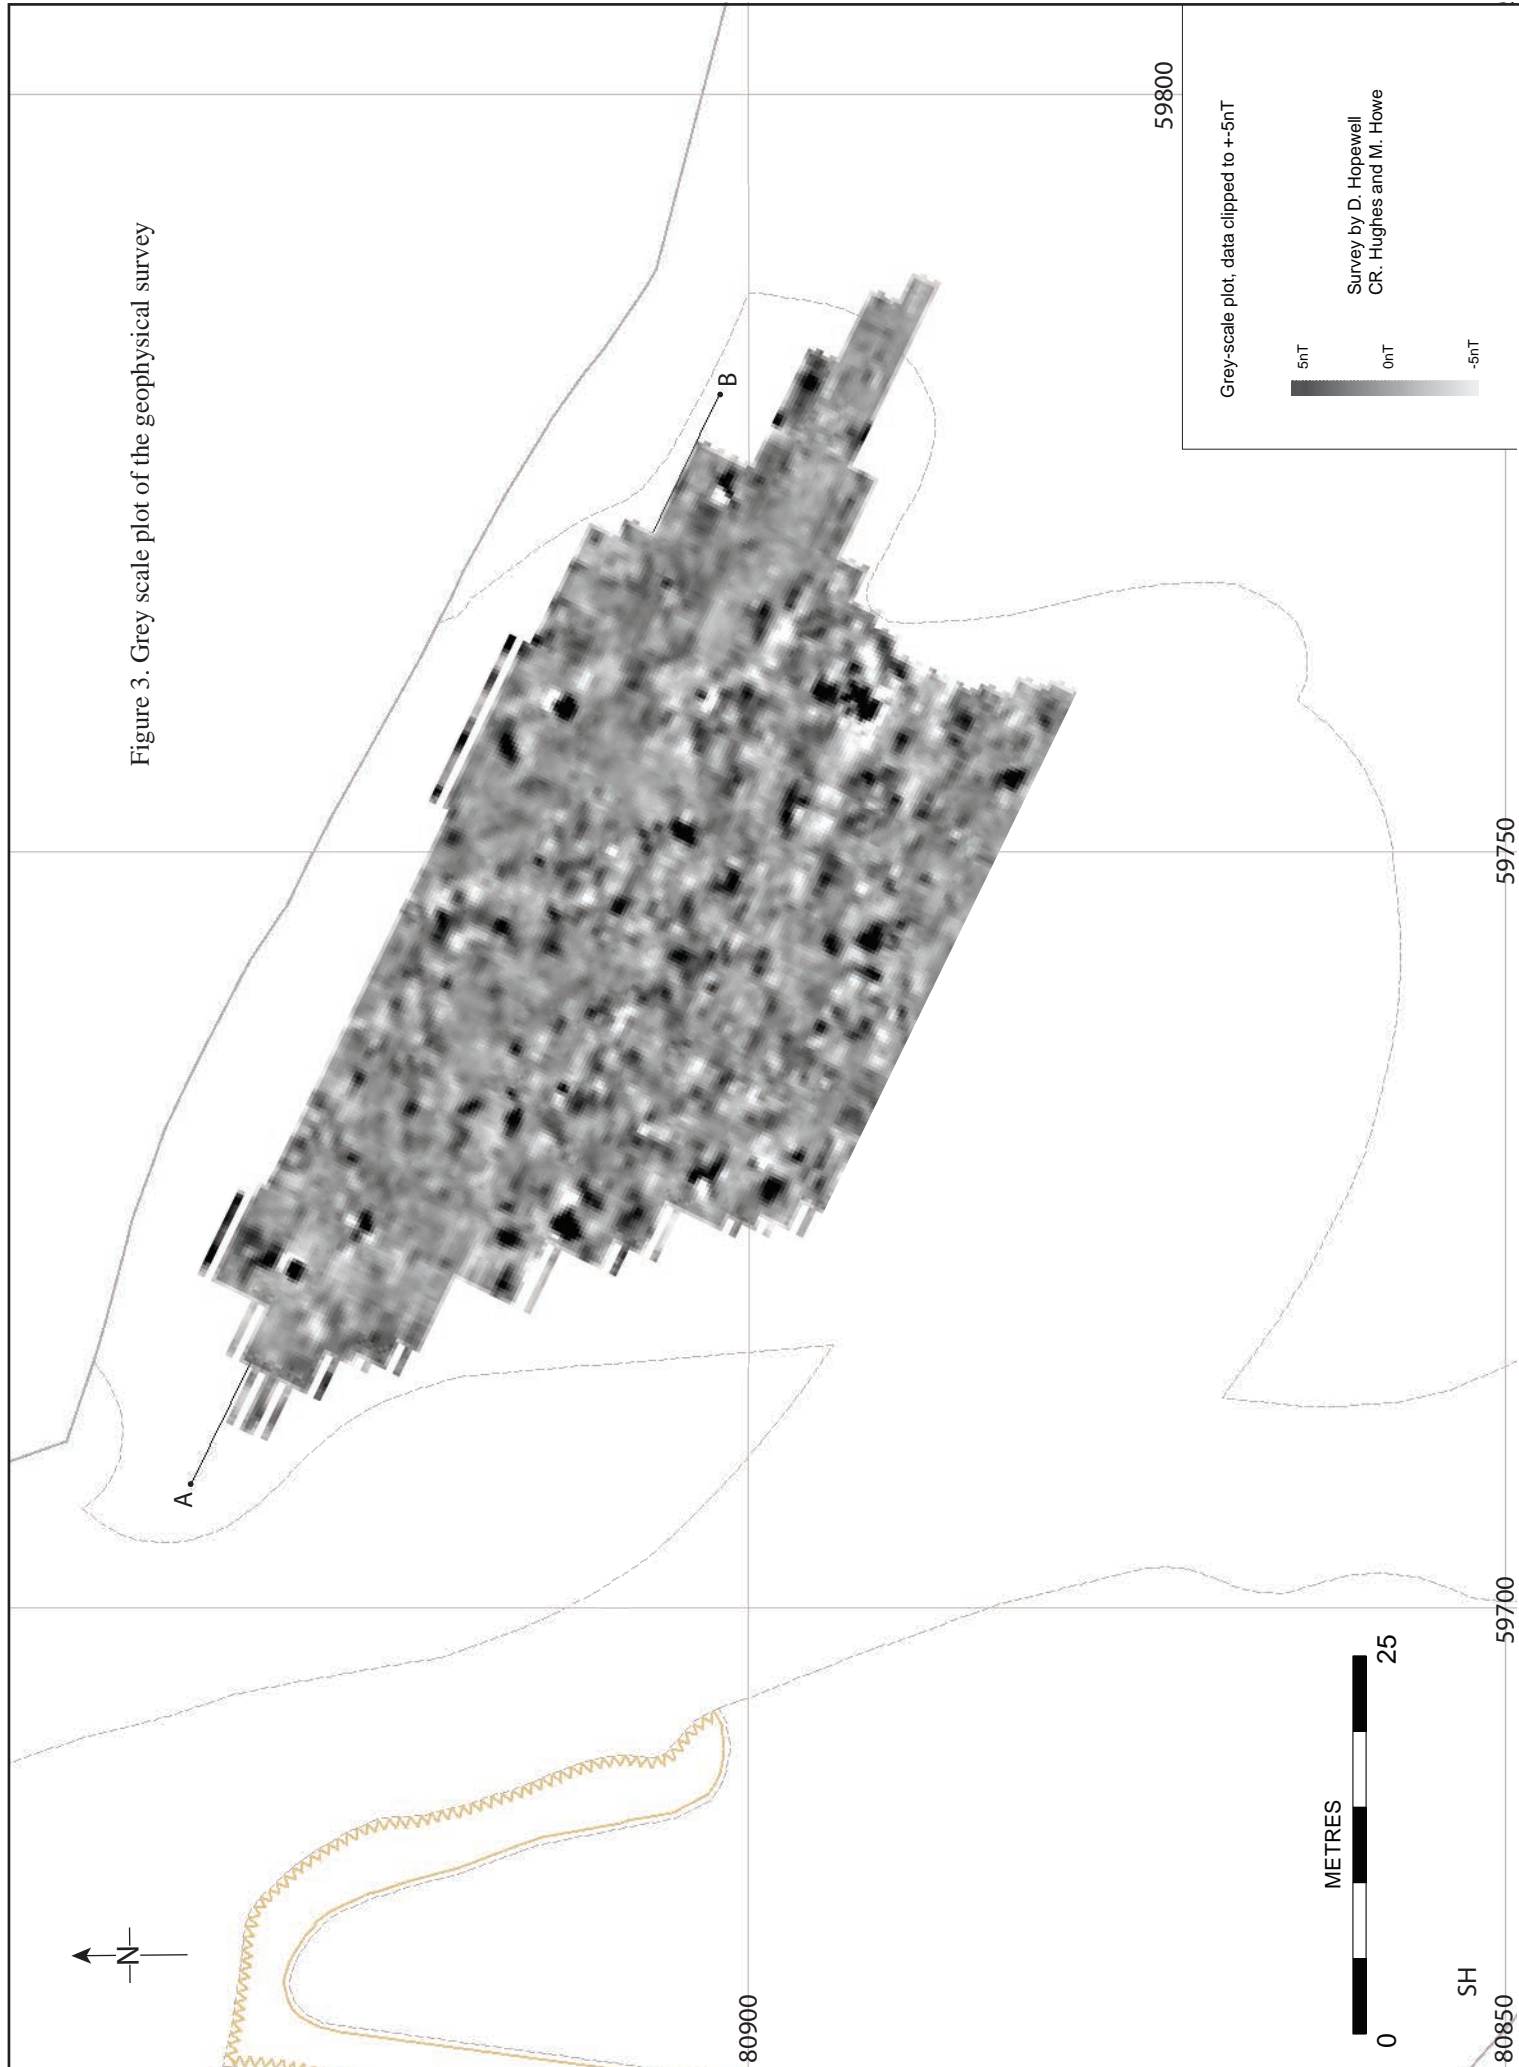 Figure 3. Grey scale plot of the geophysical survey
N
A
B
59800
59750
59700
80900
80850
SH
METRES
0
25
Grey-scale plot, data clipped to +-5nT
5nT
0nT
-5nT
Survey by D. Hopewell
CR. Hughes and M. Howe